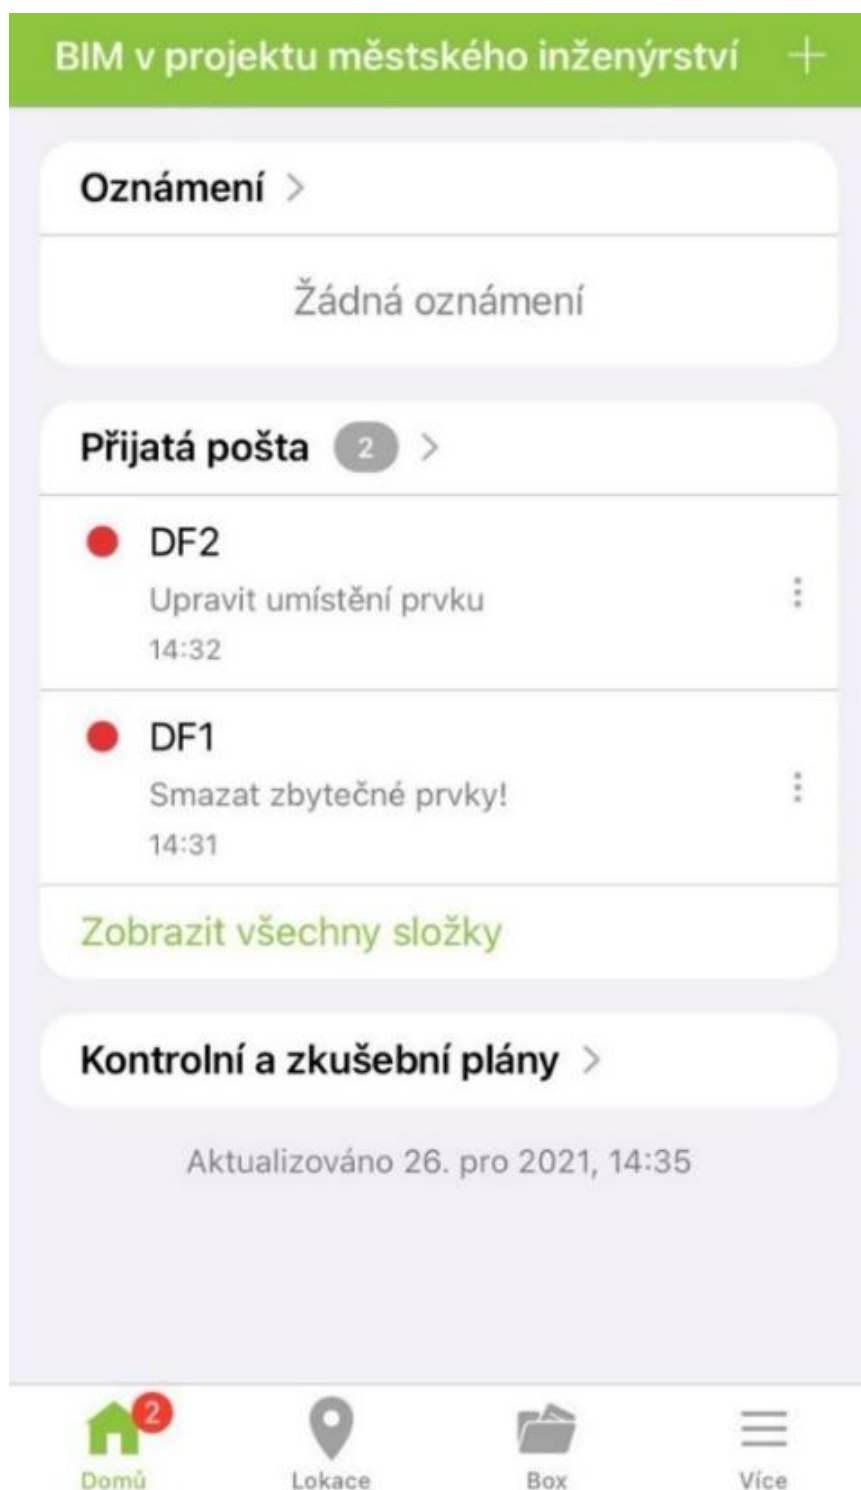 BIM v projektu městského inženýrství +
Oznámení >
Žádná oznámení
Přijatá pošta 2 >
DF2
Upravit umístění prvku
14:32
DF1
Smazat zbytečné prvky!
14:31
Zobrazit všechny složky
Kontrolní a zkušební plány >
Aktualizováno 26. pro 2021, 14:35
2
Domů Lokace Box Více